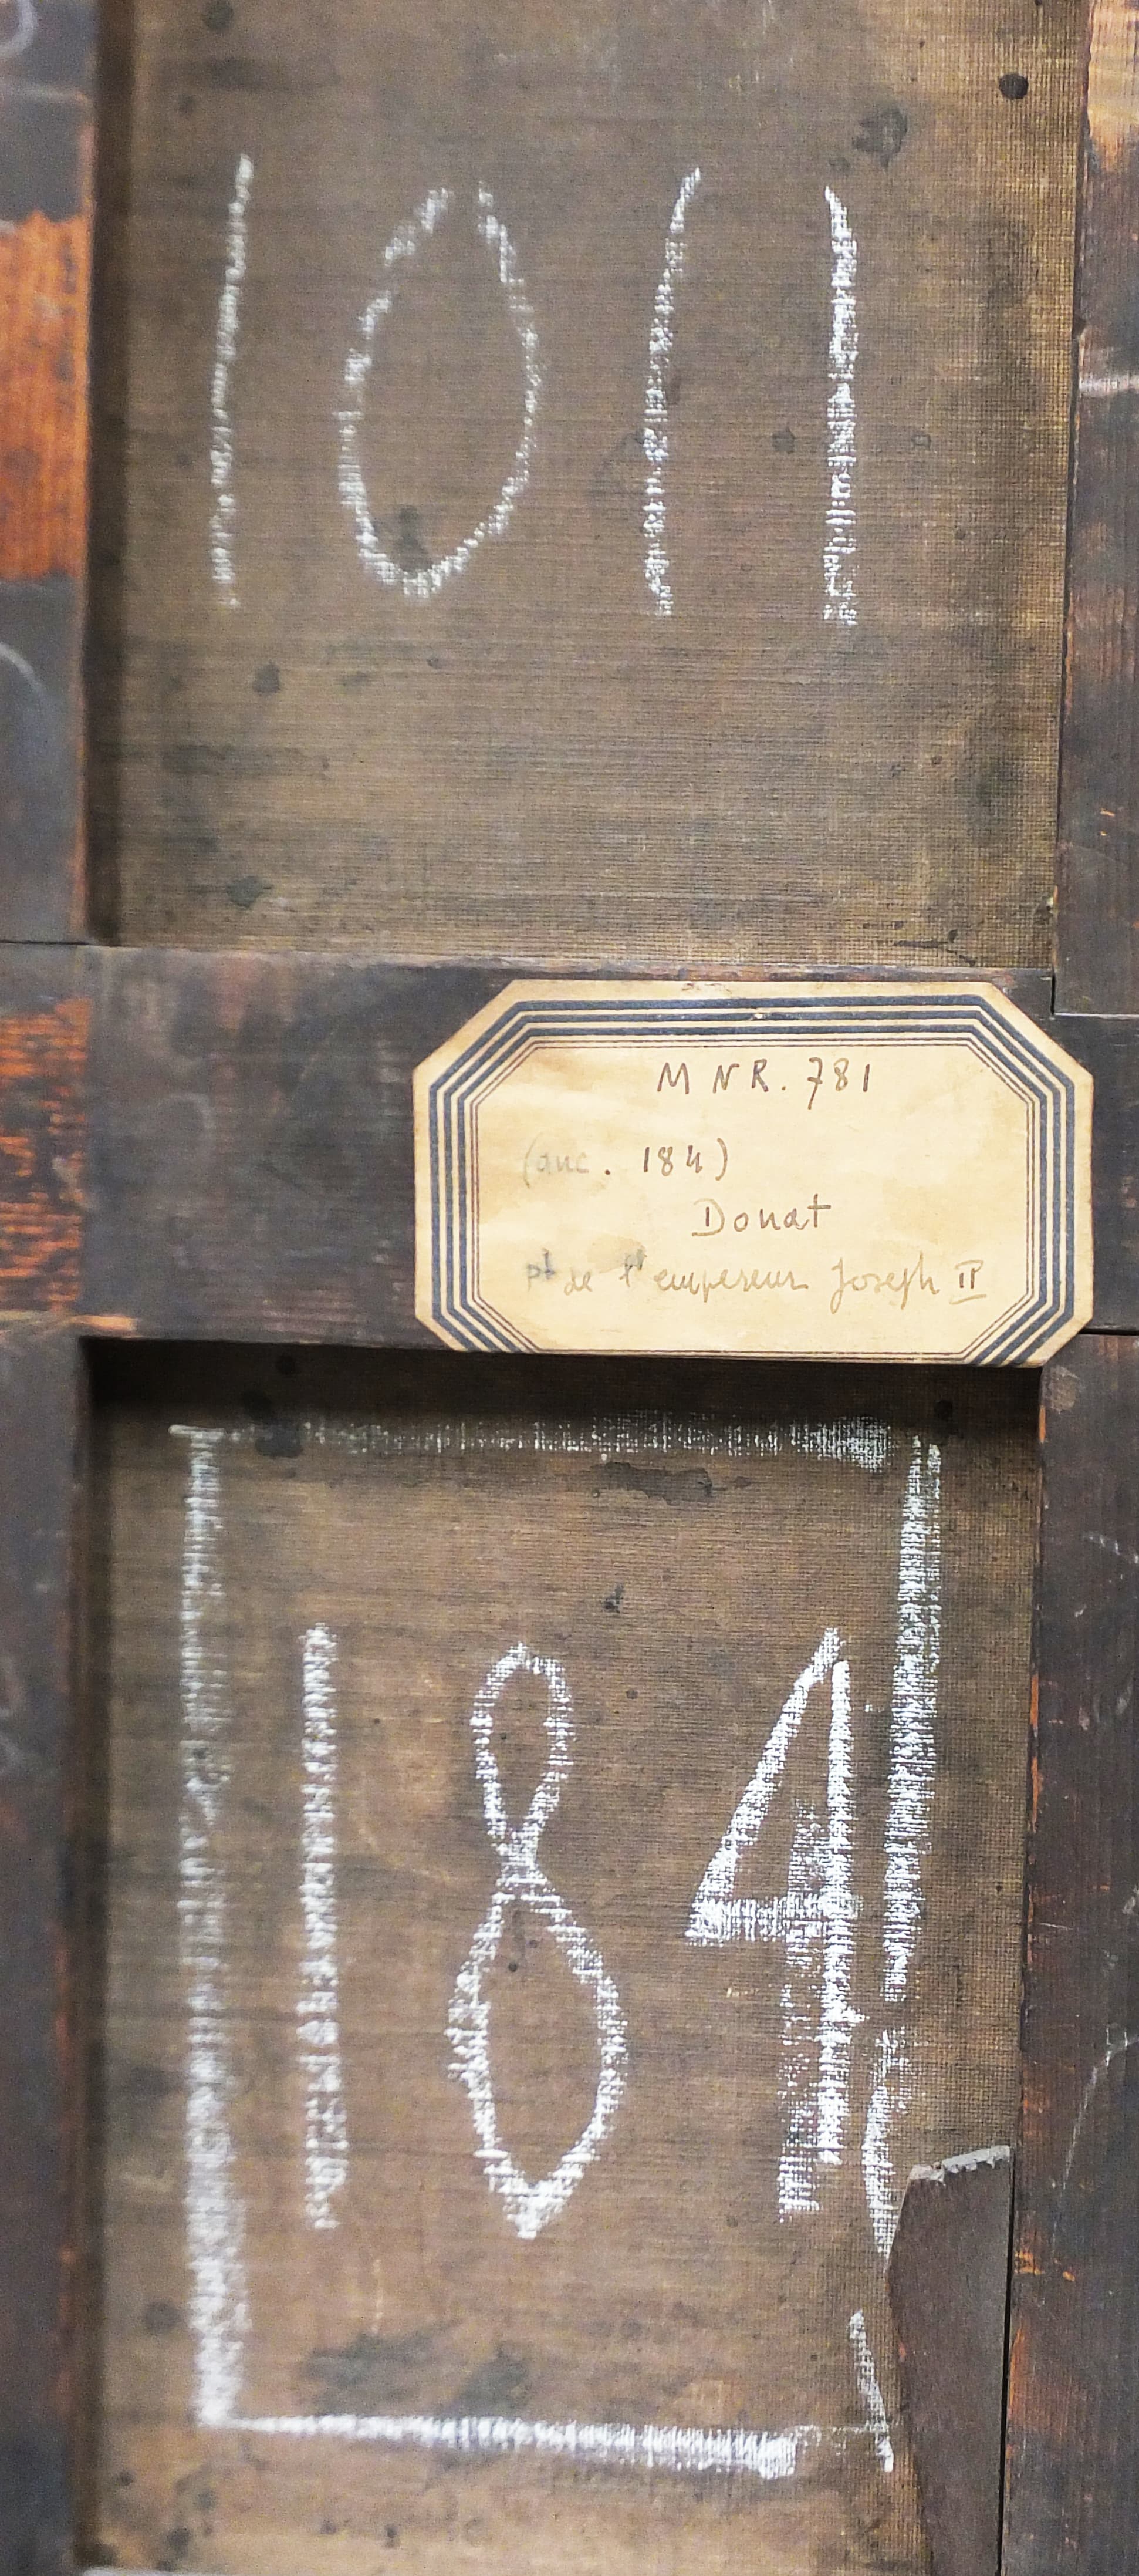 1011
MNR. 781
(anc. 184)
Donat
pt de l'empereur Joseph II
184